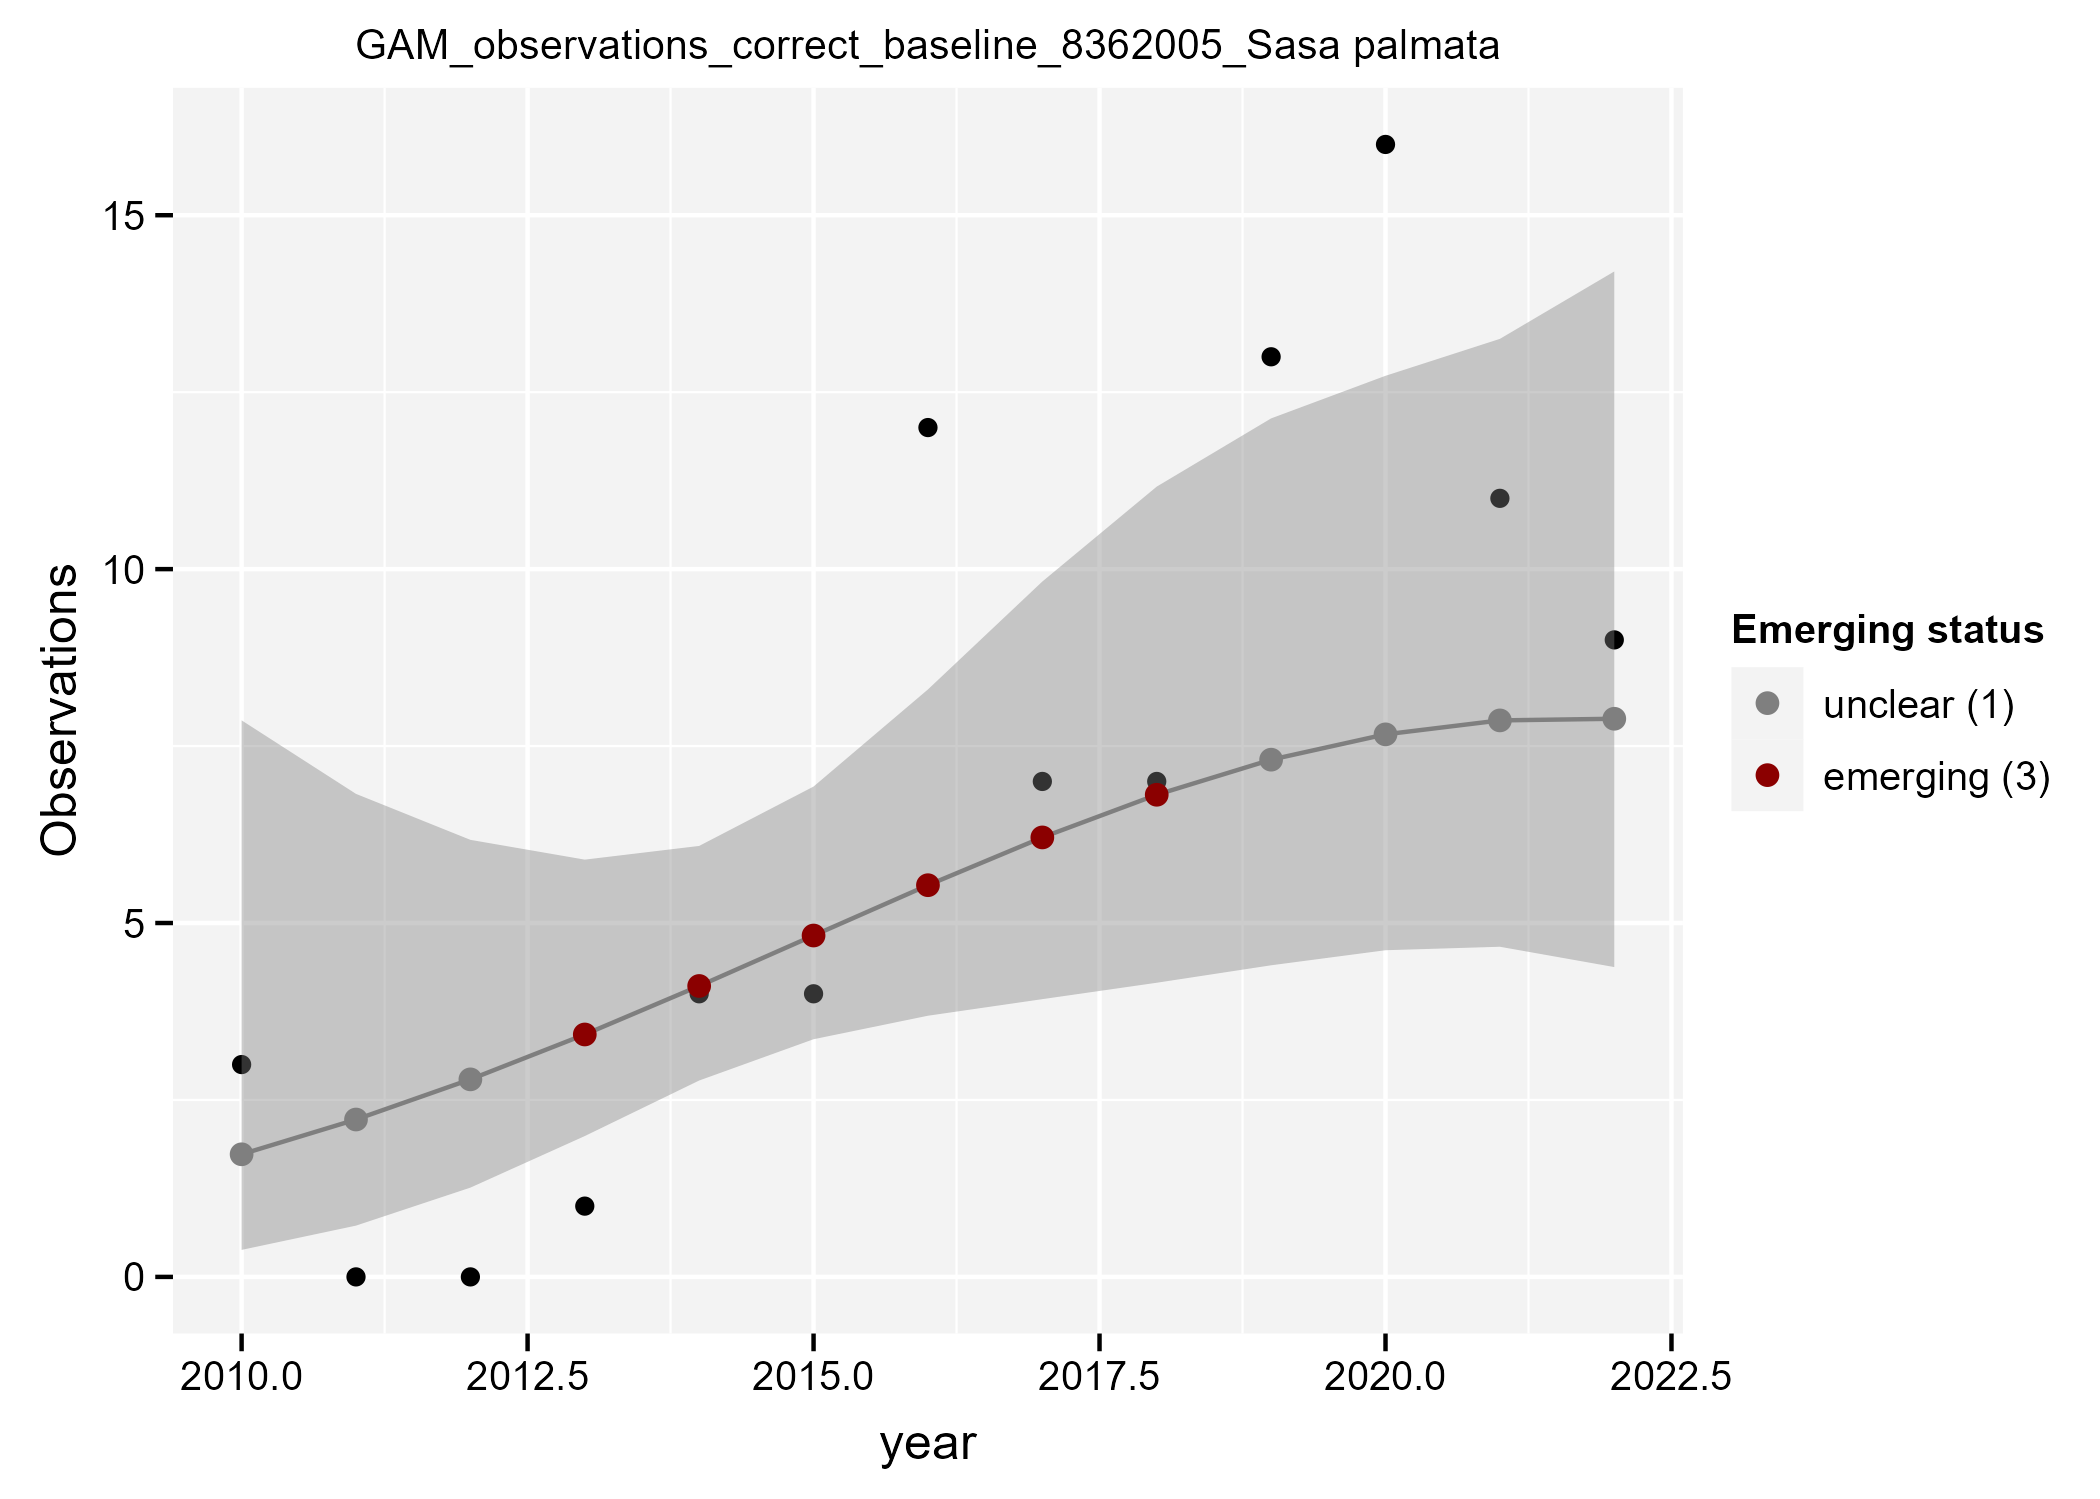 GAM_observations_correct_baseline_8362005_Sasa palmata
15
10
5
0
Observations
2010.0 2012.5 2015.0 2017.5 2020.0 2022.5
year
Emerging status
unclear (1)
emerging (3)